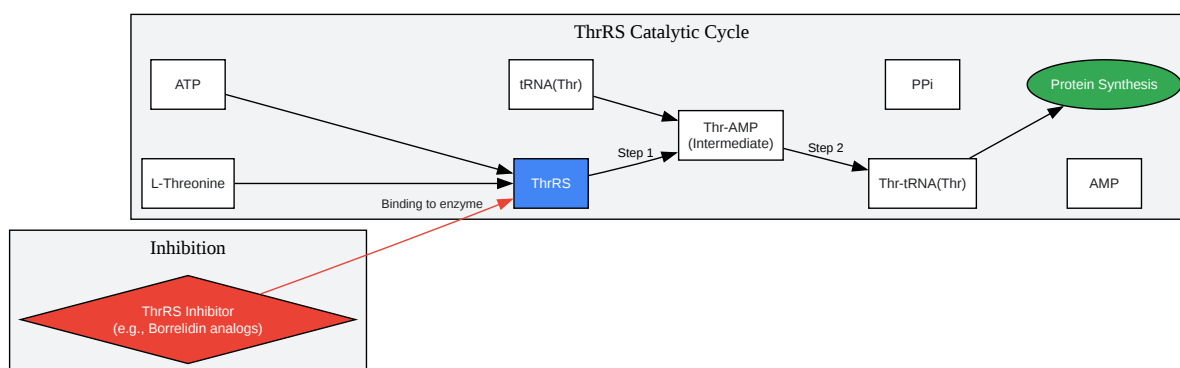 ThrRS Catalytic Cycle
ATP
tRNA(Thr)
PPi
Protein Synthesis
Thr-AMP
(Intermediate)
Step 1
Step 2
L-Threonine
ThrRS
Thr-tRNA(Thr)
AMP
Binding to enzyme
Inhibition
ThrRS Inhibitor
(e.g., Borrelidin analogs)